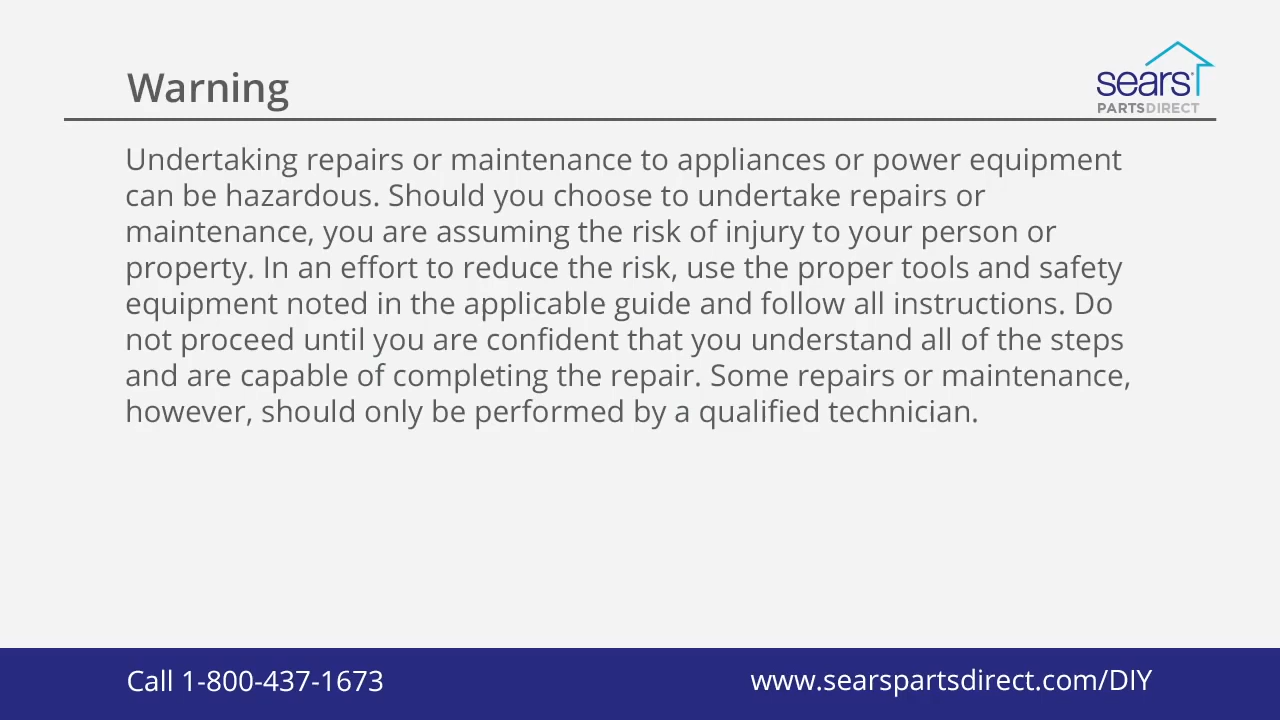 Warning
sears
PARTSDIRECT
Undertaking repairs or maintenance to appliances or power equipment
can be hazardous. Should you choose to undertake repairs or
maintenance, you are assuming the risk of injury to your person or
property. In an effort to reduce the risk, use the proper tools and safety
equipment noted in the applicable guide and follow all instructions. Do
not proceed until you are confident that you understand all of the steps
and are capable of completing the repair. Some repairs or maintenance,
however, should only be performed by a qualified technician.
Call 1-800-437-1673
www.searspartsdirect.com/DIY